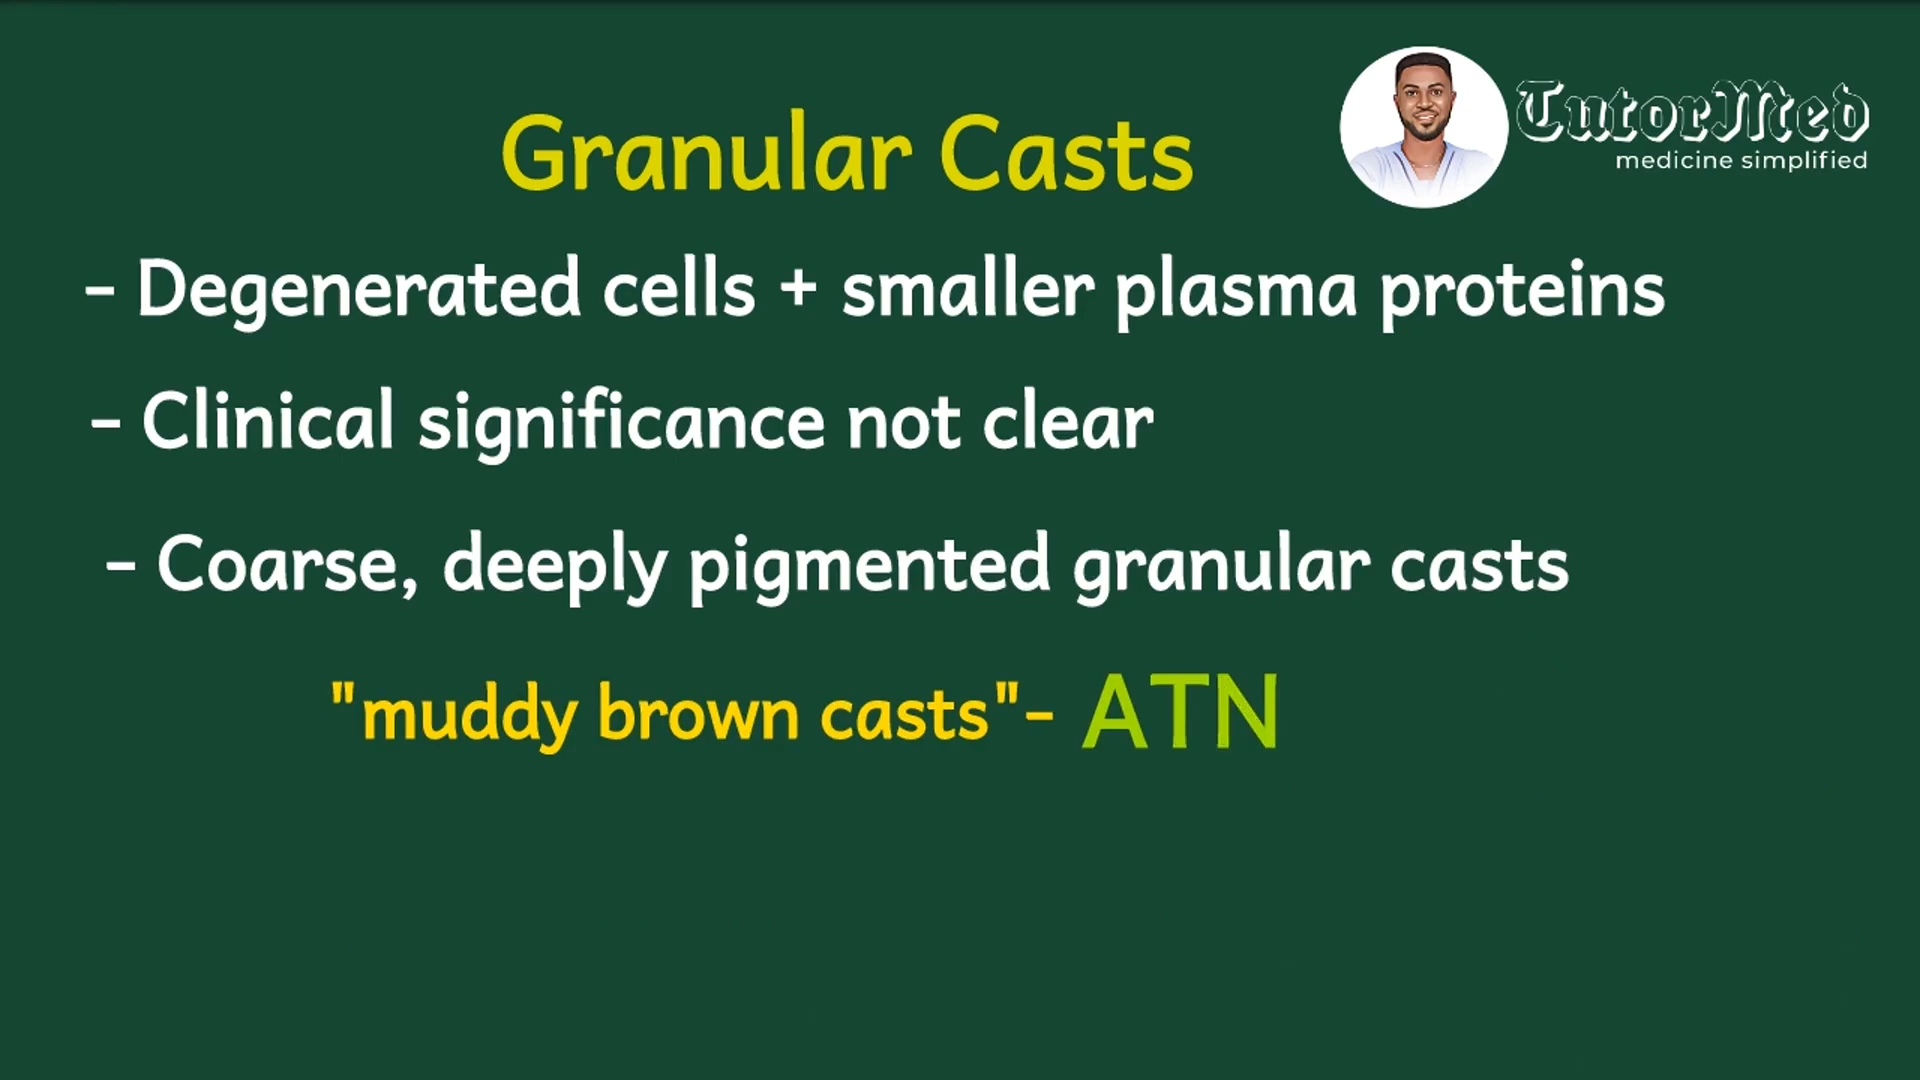 TutorMed
medicine simplified
Granular Casts
- Degenerated cells + smaller plasma proteins
- Clinical significance not clear
- Coarse, deeply pigmented granular casts
"muddy brown casts"- ATN